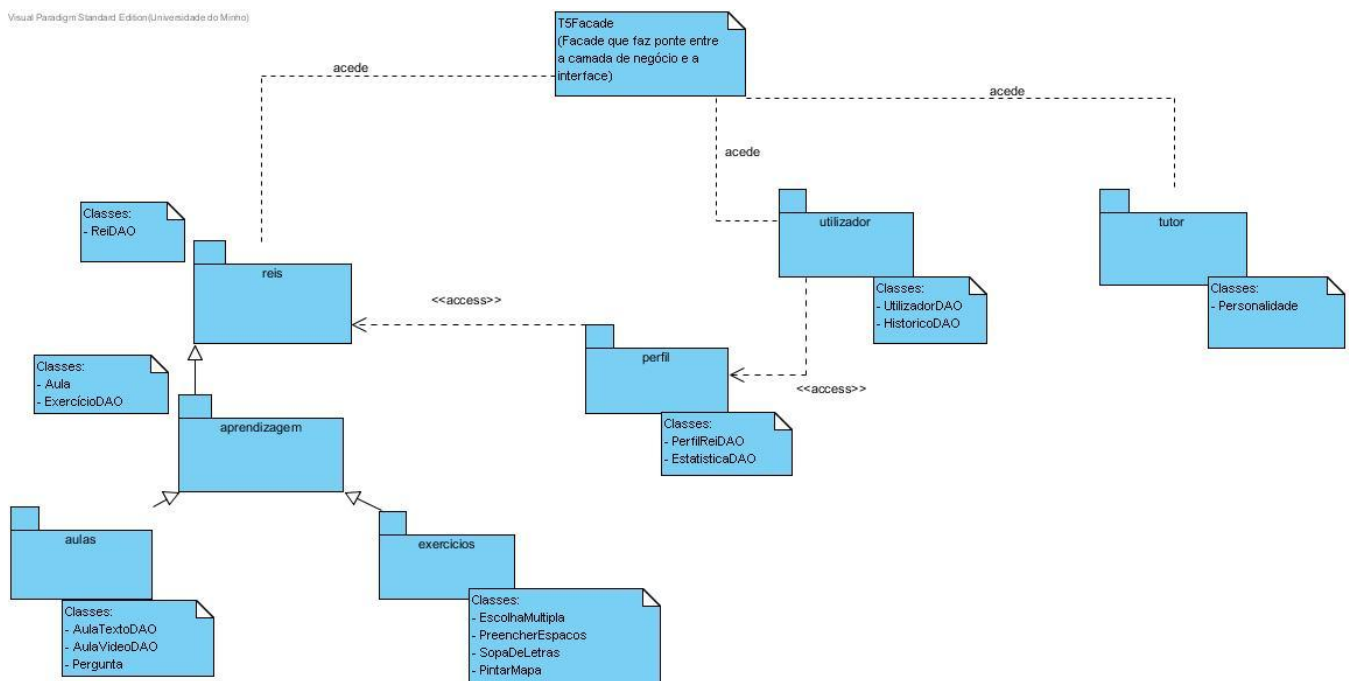 Visual Paradigm Standard Edition(Universidade do Minho)
T5Facade
(Facade que faz ponte entre
a camada de negócio e a
interface)
acede
acede
acede
Classes:
- ReiDAO
reis
utilizador
tutor
Classes:
- UtilizadorDAO
- HistoricoDAO
Classes:
- Personalidade
<<access>>
perfil
<<access>>
Classes:
- Aula
- ExercícioDAO
aprendizagem
Classes:
- PerfilReiDAO
- EstatisticaDAO
aulas
exercicios
Classes:
- AulaTextoDAO
- AulaVideoDAO
- Pergunta
Classes:
- EscolhaMultipla
- PreencherEspacos
- SopaDeLetras
- PintarMapa